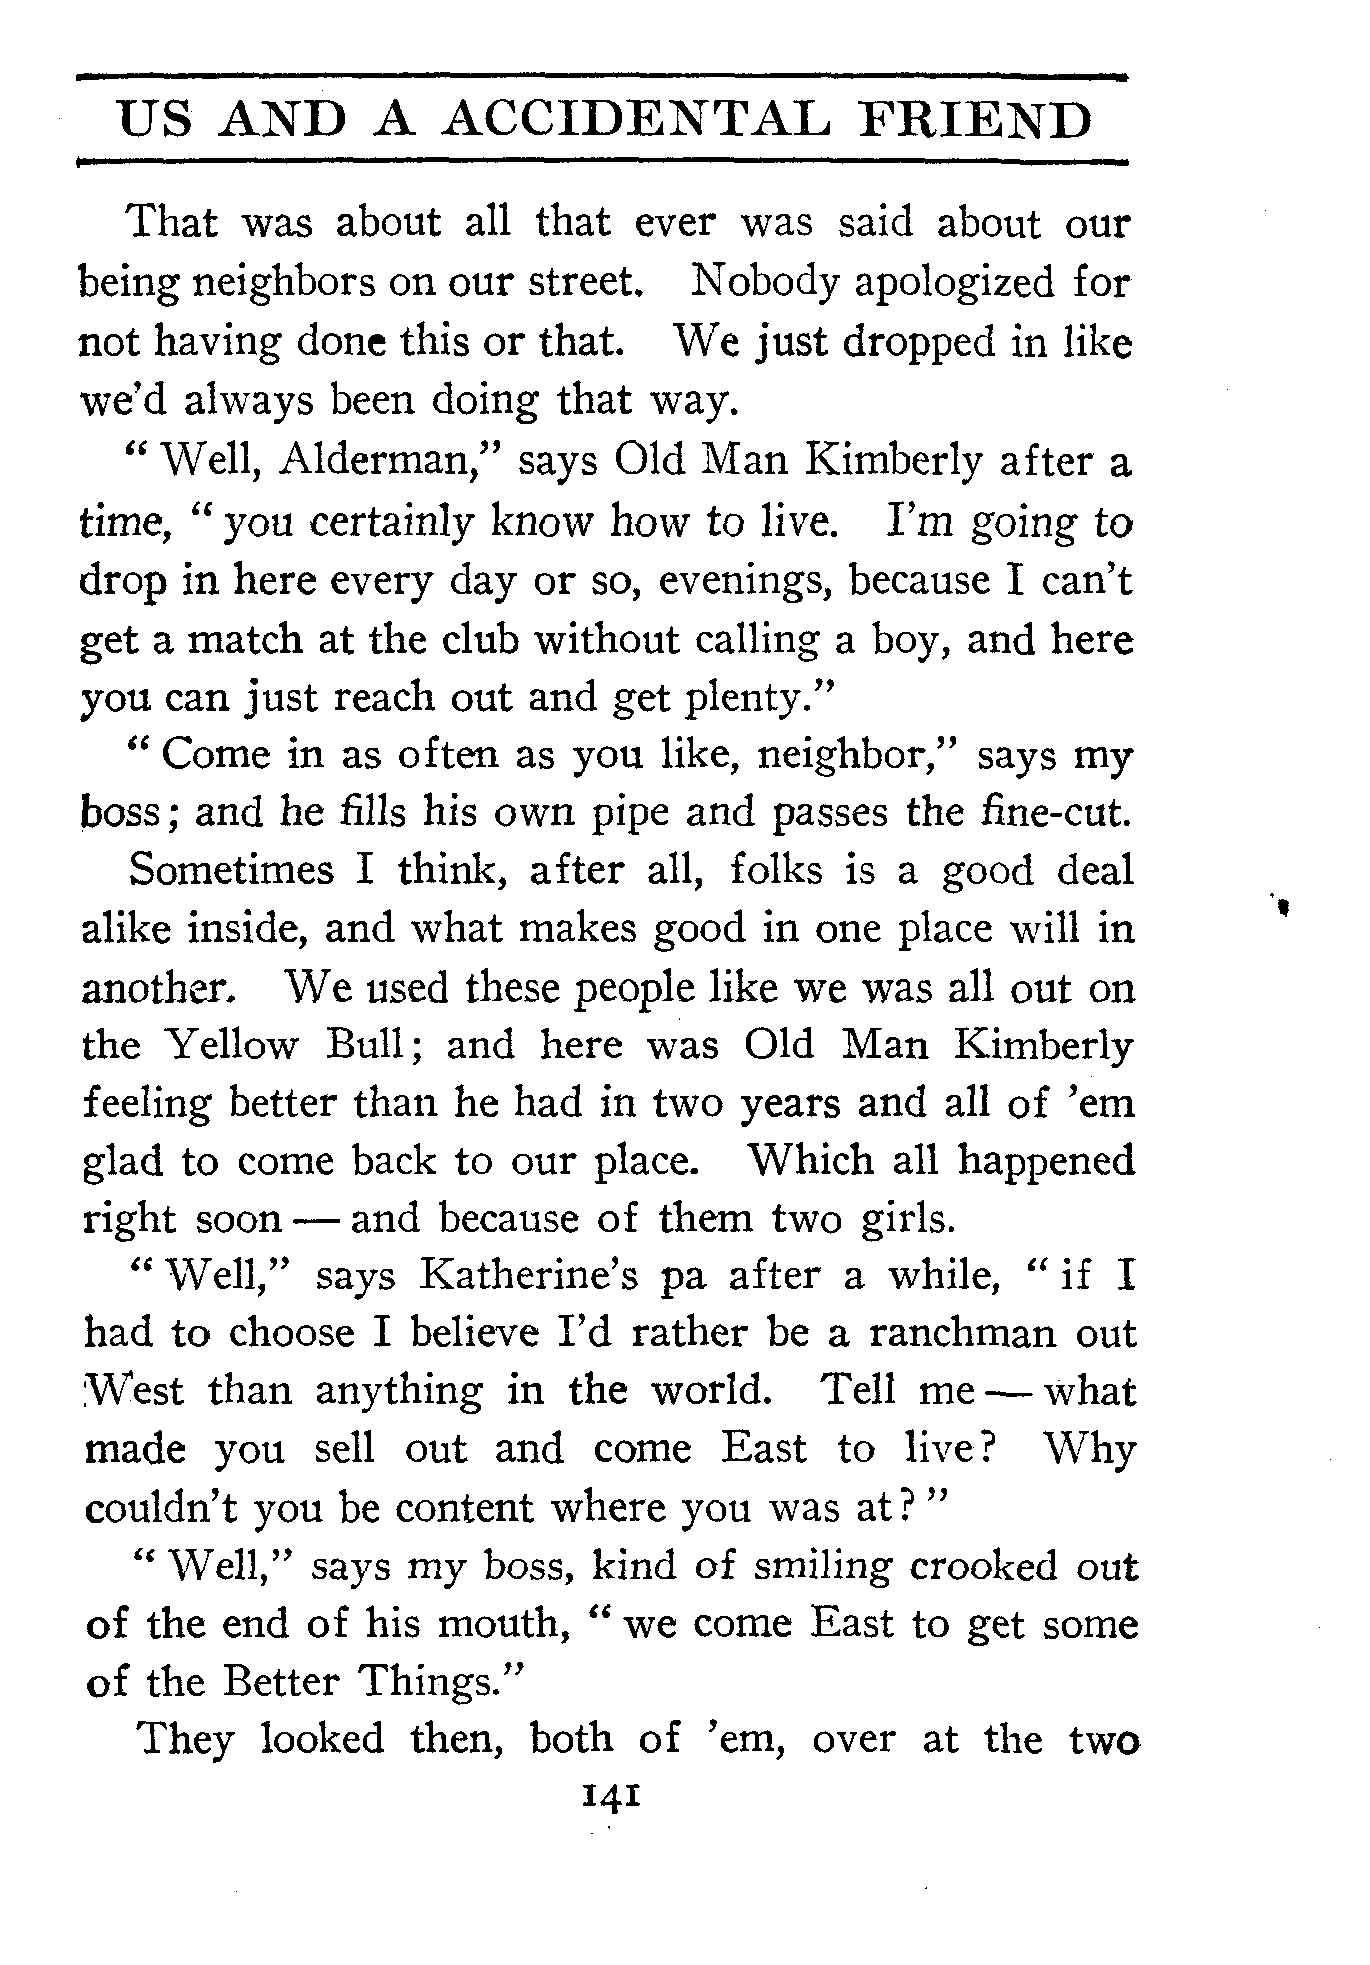 US AND A ACCIDENTAL FRIEND
That was about all that ever was said about our
being neighbors on our street. Nobody apologized for
not having done this or that. We just dropped in like
we'd always been doing that way.
" Well, Alderman," says Old Man Kimberly after a
time, " you certainly know how to live. I'm going to
drop in here every day or so, evenings, because I can't
get a match at the club without calling a boy, and here
you can just reach out and get plenty."
" Come in as often as you like, neighbor," says my
boss; and he fills his own pipe and passes the fine-cut.
Sometimes I think, after all, folks is a good deal
alike inside, and what makes good in one place will in
another. We used these people like we was all out on
the Yellow Bull; and here was Old Man Kimberly
feeling better than he had in two years and all of 'em
glad to come back to our place. Which all happened
right soon — and because of them two girls.
" Well," says Katherine's pa after a while, " if I
had to choose I believe I'd rather be a ranchman out
West than anything in the world. Tell me — what
made you sell out and come East to live? Why
couldn't you be content where you was at? "
" Well," says my boss, kind of smiling crooked out
of the end of his mouth, " we come East to get some
of the Better Things."
They looked then, both of 'em, over at the two
141